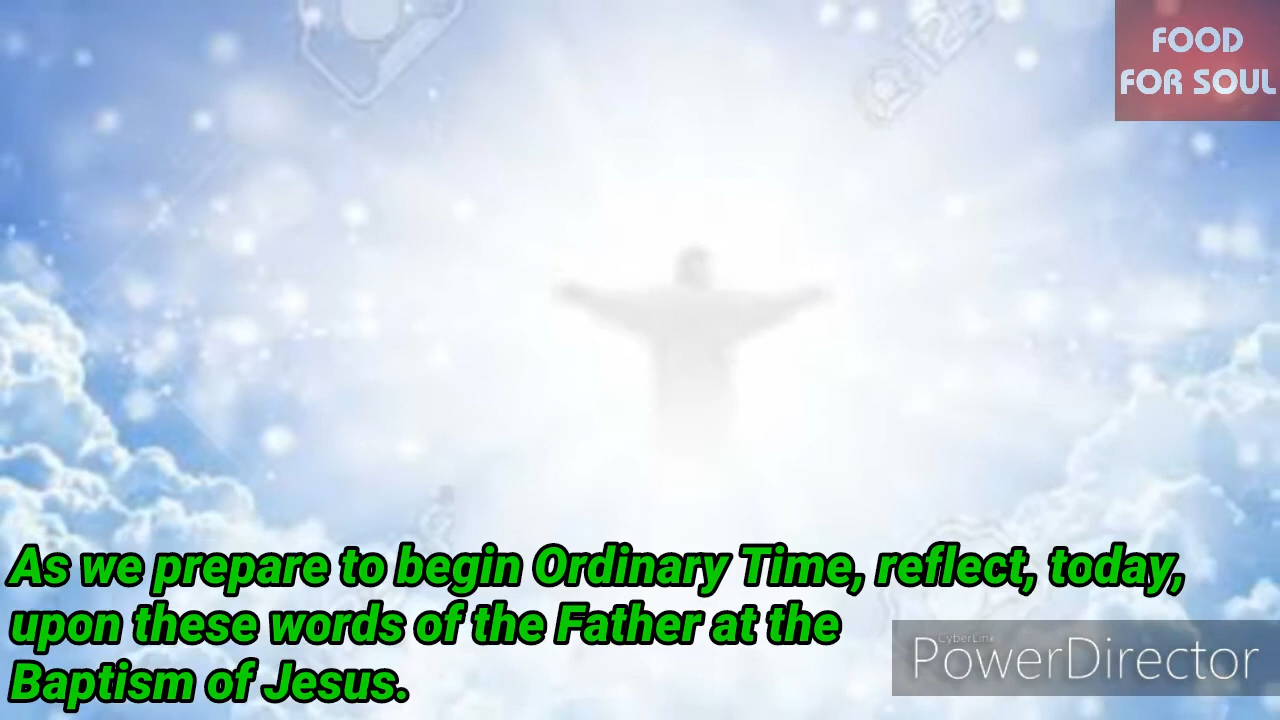 FOOD
FOR SOUL
As we prepare to begin Ordinary Time, reflect, today,
upon these words of the Father at the
Baptism of Jesus.
CyberLink
PowerDirector